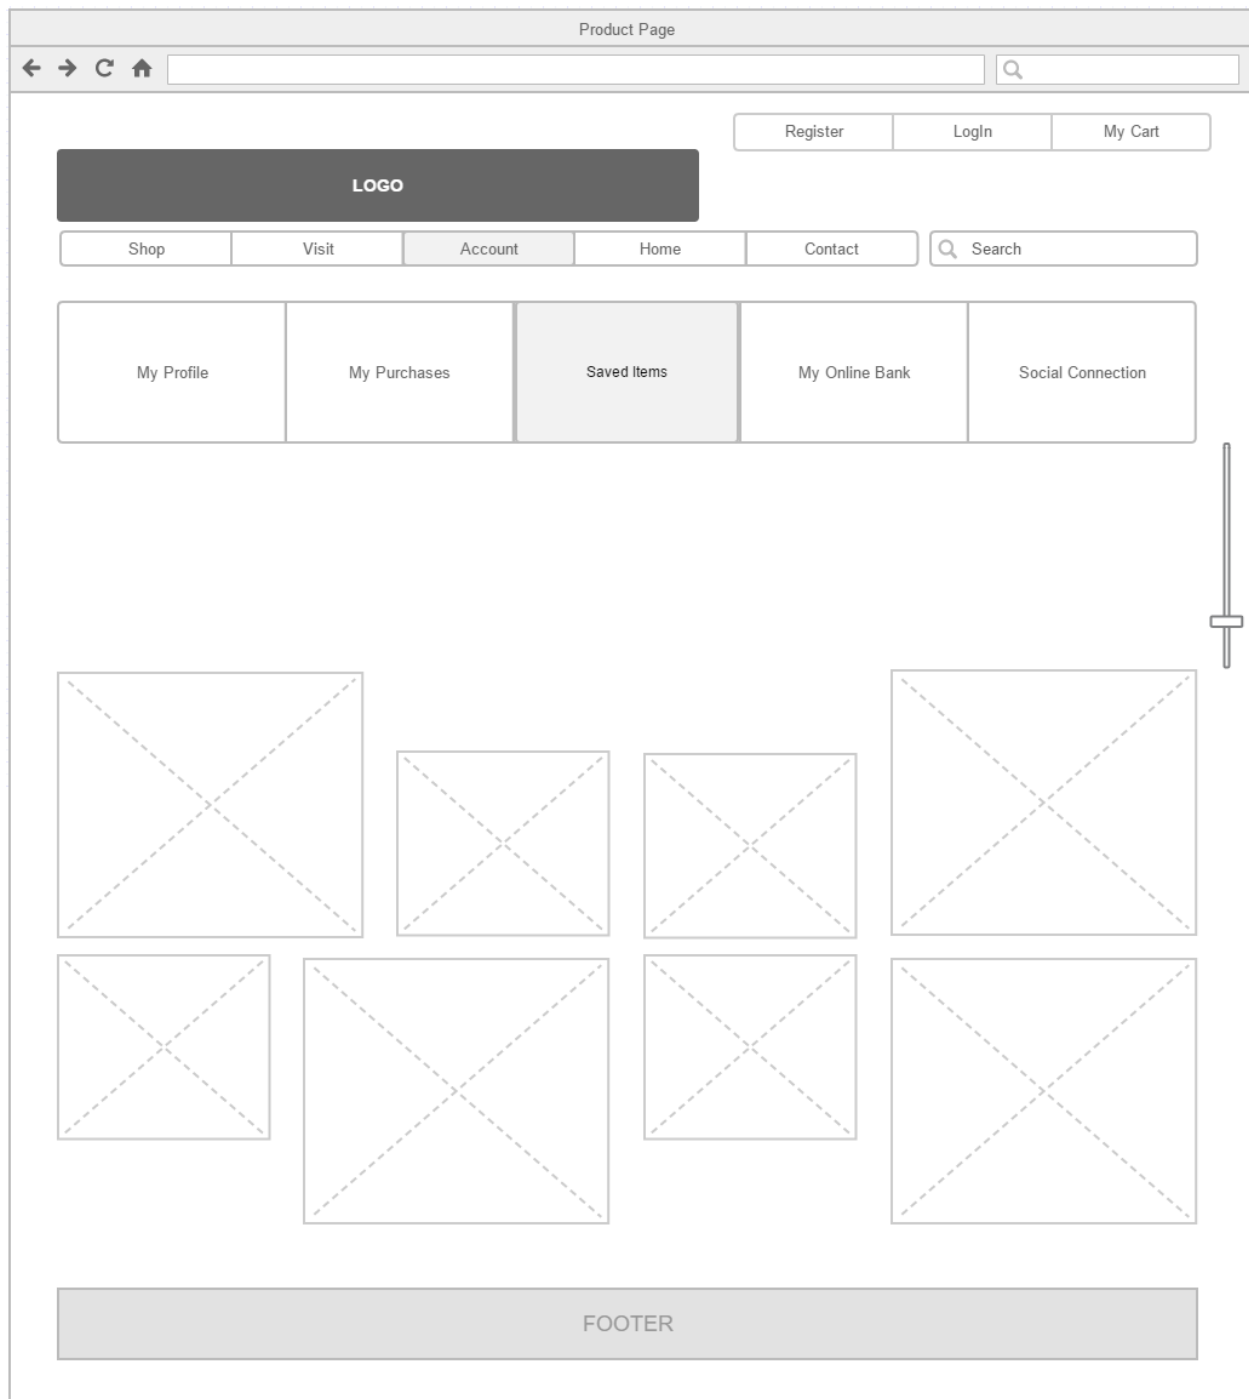 Product Page
Register LogIn My Cart
LOGO
Shop Visit Account Home Contact Search
My Profile My Purchases Saved Items My Online Bank Social Connection
FOOTER